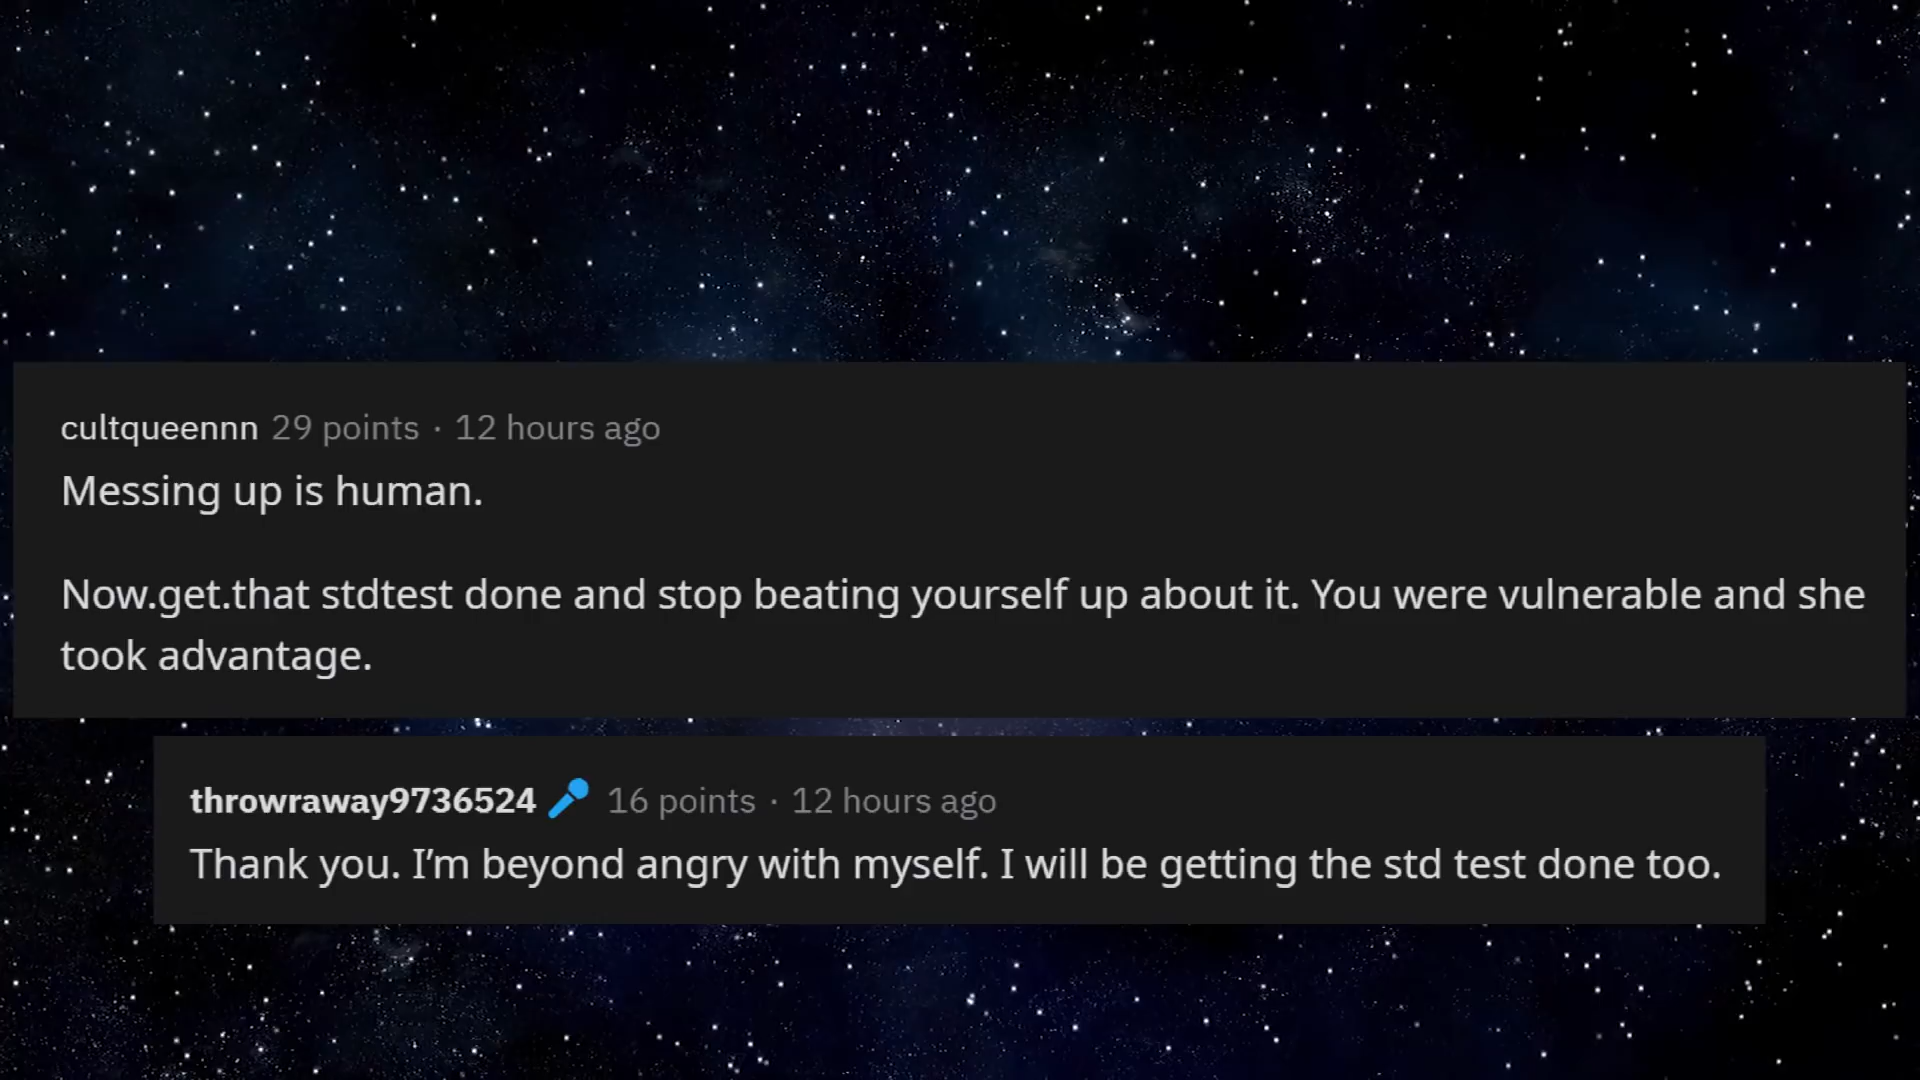 cultqueennn 29 points · 12 hours ago
Messing up is human.
Now.get.that stdtest done and stop beating yourself up about it. You were vulnerable and she
took advantage.
throwraway9736524 16 points · 12 hours ago
Thank you. I’m beyond angry with myself. I will be getting the std test done too.